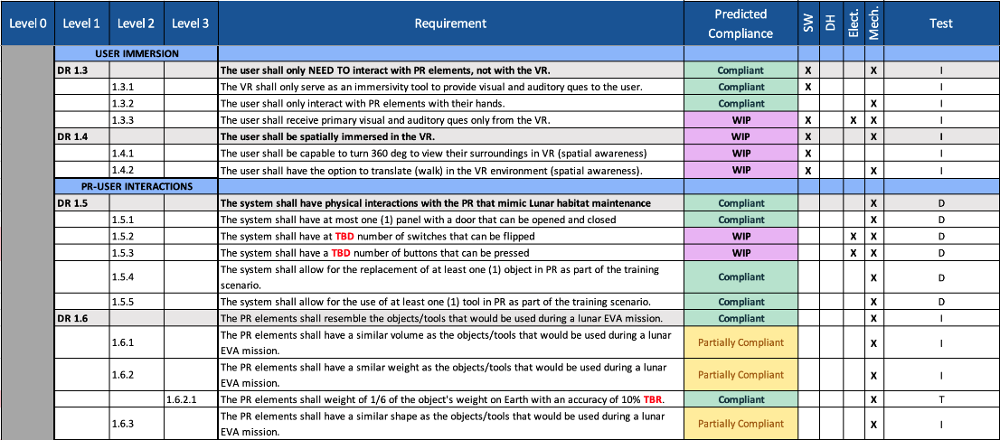 Level 0 Level 1 Level 2 Level 3 Requirement Predicted Compliance SW DH Elect. Mech. Test
USER IMMERSION
DR 1.3 The user shall only NEED TO interact with PR elements, not with the VR. Compliant X X I
1.3.1 The VR shall only serve as an immersivity tool to provide visual and auditory ques to the user. Compliant X I
1.3.2 The user shall only interact with PR elements with their hands. Compliant X I
1.3.3 The user shall receive primary visual and auditory ques only from the VR. WIP X X X I
DR 1.4 The user shall be spatially immersed in the VR. WIP X X I
1.4.1 The user shall be capable to turn 360 deg to view their surroundings in VR (spatial awareness) WIP X I
1.4.2 The user shall have the option to translate (walk) in the VR environment (spatial awareness). WIP X X I
PR-USER INTERACTIONS
DR 1.5 The system shall have physical interactions with the PR that mimic Lunar habitat maintenance Compliant X D
1.5.1 The system shall have at most one (1) panel with a door that can be opened and closed Compliant X D
1.5.2 The system shall have at TBD number of switches that can be flipped WIP X X D
1.5.3 The system shall have a TBD number of buttons that can be pressed WIP X X D
1.5.4 The system shall allow for the replacement of at least one (1) object in PR as part of the training
scenario. Compliant X D
1.5.5 The system shall allow for the use of at least one (1) tool in PR as part of the training scenario. Compliant X D
DR 1.6 The PR elements shall resemble the objects/tools that would be used during a lunar EVA mission. Compliant X I
1.6.1 The PR elements shall have a similar volume as the objects/tools that would be used during a lunar
EVA mission. Partially Compliant X I
1.6.2 The PR elements shall have a smilar weight as the objects/tools that would be used during a lunar
EVA mission. Partially Compliant X I
1.6.2.1 The PR elements shall weight of 1/6 of the object's weight on Earth with an accuracy of 10% TBR. Compliant X T
1.6.3 The PR elements shall have a similar shape as the objects/tools that would be used during a lunar
EVA mission. Partially Compliant X I